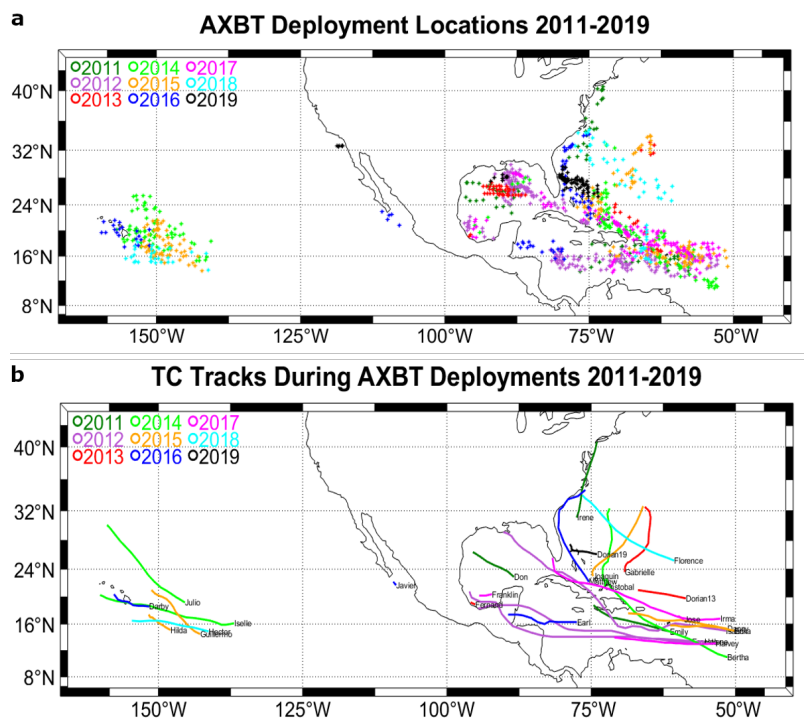 a
AXBT Deployment Locations 2011-2019
2011 2014 2017
2012 2015 2018
2013 2016 2019
40°N
32°N
24°N
16°N
8°N
150°W 125°W 100°W 75°W 50°W
b
TC Tracks During AXBT Deployments 2011-2019
2011 2014 2017
2012 2015 2018
2013 2016 2019
40°N
32°N
24°N
16°N
8°N
Irene
Dorian19
Florence
Joaquin
Gabrielle
Don
Javier
Cristobal
Julio
Franklin
Dorian13
Darby
Fernand
Iselle
Earl
Jose
Irma
Hilda
Guillermo
Emily
Harvey
Bertha
150°W 125°W 100°W 75°W 50°W